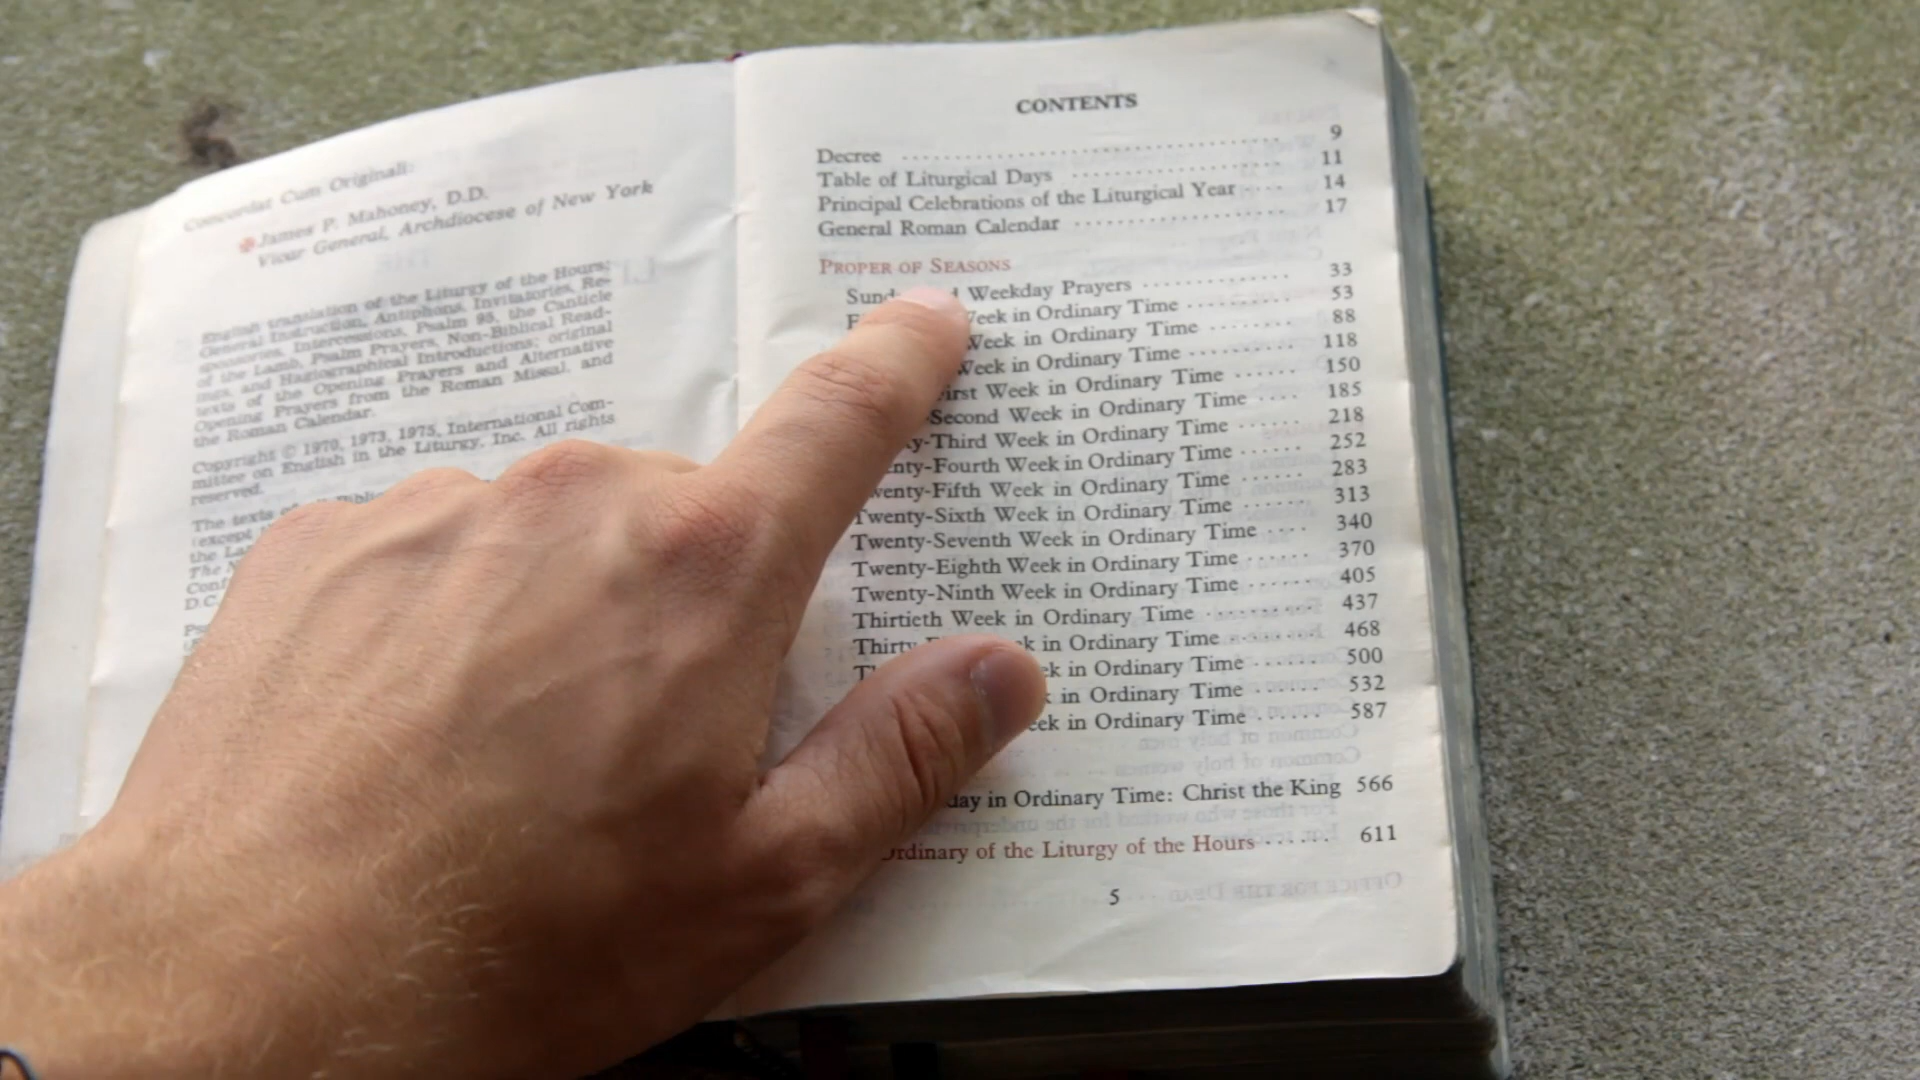 Concordat Cum Originali:
James P. Mahoney, D.D.
Vicar General, Archdiocese of New York
English translation of the Liturgy of the Hours:
General Instruction, Antiphons, Invitatories, Re-
sponsories, Intercessions, Psalm 95, the Canticle
of the Lamb, Psalm Prayers, Non-Biblical Read-
ings, and Hagiographical Introductions; original
texts of the Opening Prayers and Alternative
Opening Prayers from the Roman Missal, and
the Roman Calendar.
Copyright © 1970, 1973, 1975, International Com-
mittee on English in the Liturgy, Inc. All rights
reserved.
The texts
(except
the
The
D.C.
CONTENTS
Decree 9
Table of Liturgical Days 11
Principal Celebrations of the Liturgical Year 14
General Roman Calendar 17
PROPER OF SEASONS
Weekday Prayers 33
Week in Ordinary Time 53
Week in Ordinary Time 88
Week in Ordinary Time 118
First Week in Ordinary Time 150
-Second Week in Ordinary Time 185
-Third Week in Ordinary Time 218
-Fourth Week in Ordinary Time 252
Twenty-Fifth Week in Ordinary Time 283
Twenty-Sixth Week in Ordinary Time 313
Twenty-Seventh Week in Ordinary Time 340
Twenty-Eighth Week in Ordinary Time 370
Twenty-Ninth Week in Ordinary Time 405
Thirtieth Week in Ordinary Time 437
Thirty in Ordinary Time 468
in Ordinary Time 500
in Ordinary Time 532
in Ordinary Time 587
in Ordinary Time: Christ the King 566
Ordinary of the Liturgy of the Hours 611
5